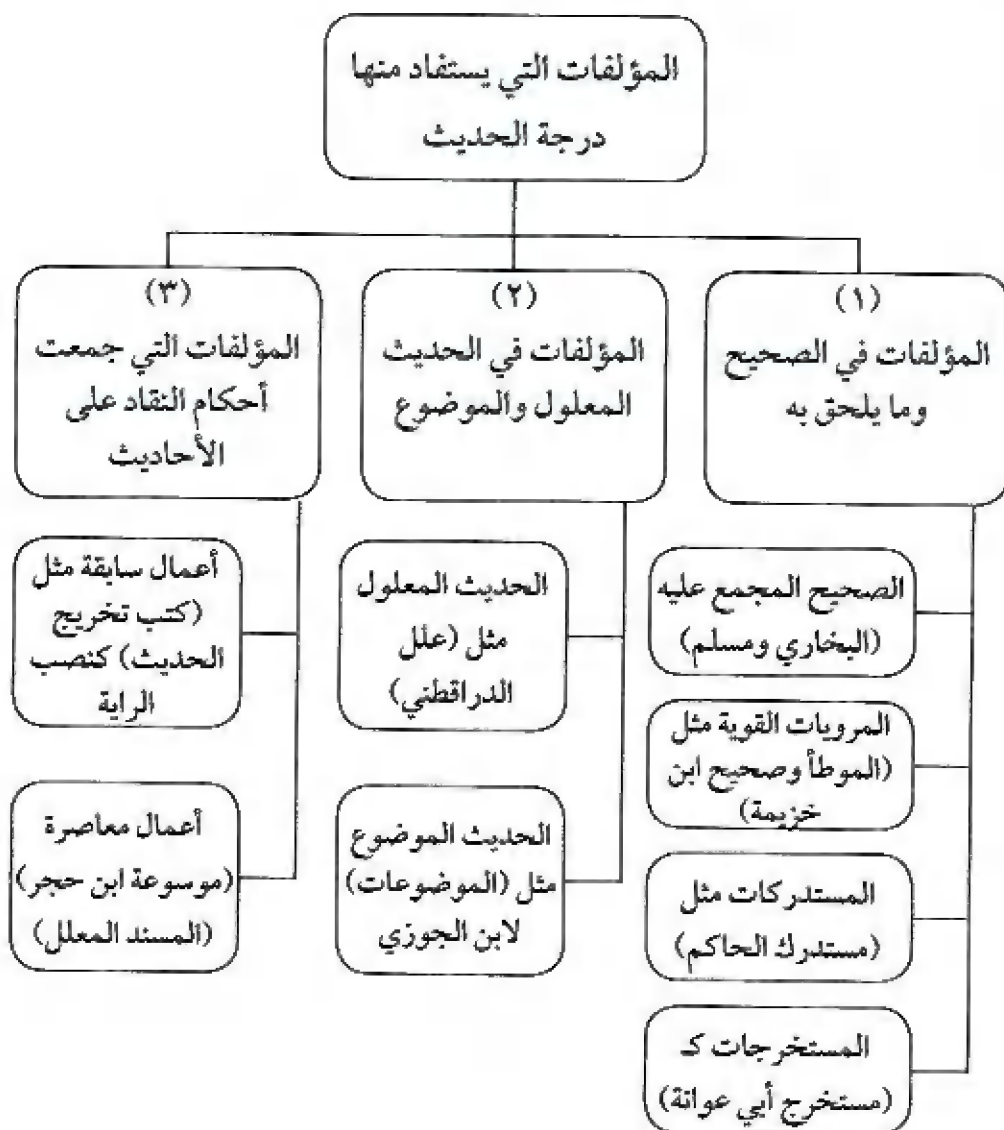 المؤلفات التي يستفاد منها
درجة الحديث
(١)
المؤلفات في الصحيح
وما يلحق به
الصحيح المجمع عليه
(البخاري ومسلم)
المرويات القوية مثل
(الموطأ وصحيح ابن
خزيمة)
المستدركات مثل
(مستدرك الحاكم)
المستخرجات كـ
(مستخرج أبي عوانة)
(٢)
المؤلفات في الحديث
المعلول والموضوع
الحديث المعلول
مثل (علل
الدراقطني)
الحديث الموضوع
مثل (الموضوعات)
لابن الجوزي
(٣)
المؤلفات التي جمعت
أحكام النقاد على
الأحاديث
أعمال سابقة مثل
(كتب تخريج
الحديث) كنصب
الراية
أعمال معاصرة
(موسوعة ابن حجر)
(المسند المعلل)